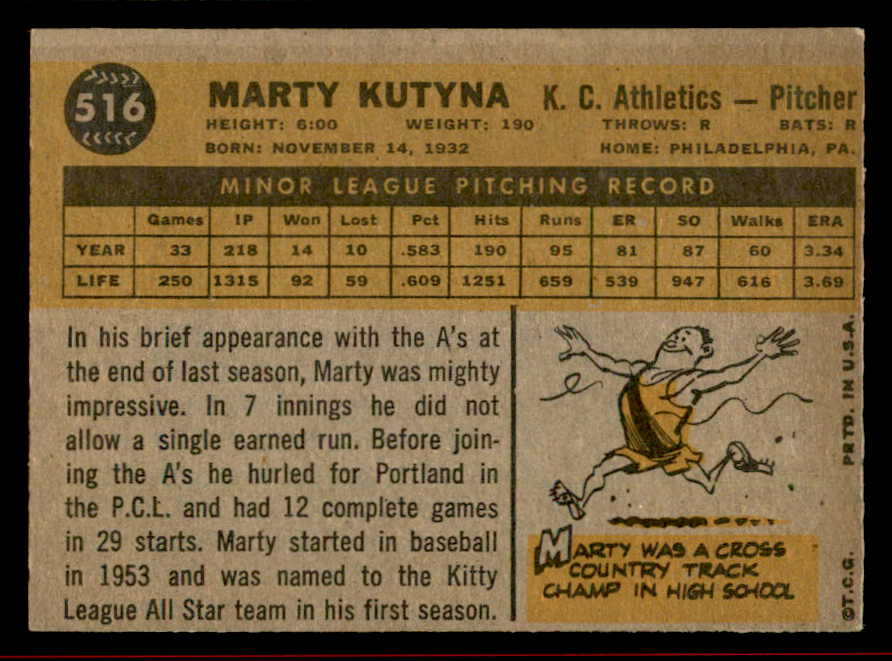 516
MARTY KUTYNA K. C. Athletics — Pitcher
HEIGHT: 6:00 WEIGHT: 190 THROWS: R BATS: R
BORN: NOVEMBER 14, 1932 HOME: PHILADELPHIA, PA.
MINOR LEAGUE PITCHING RECORD
Games IP Won Lost Pct Hits Runs ER SO Walks ERA
YEAR 33 218 14 10 .583 190 95 81 87 60 3.34
LIFE 250 1315 92 59 .609 1251 659 539 947 616 3.69
In his brief appearance with the A's at
the end of last season, Marty was mighty
impressive. In 7 innings he did not
allow a single earned run. Before join-
ing the A's he hurled for Portland in
the P.C.L. and had 12 complete games
in 29 starts. Marty started in baseball
in 1953 and was named to the Kitty
League All Star team in his first season.
MARTY WAS A CROSS
COUNTRY TRACK
CHAMP IN HIGH SCHOOL
©T.C.G. PRTD. IN U.S.A.